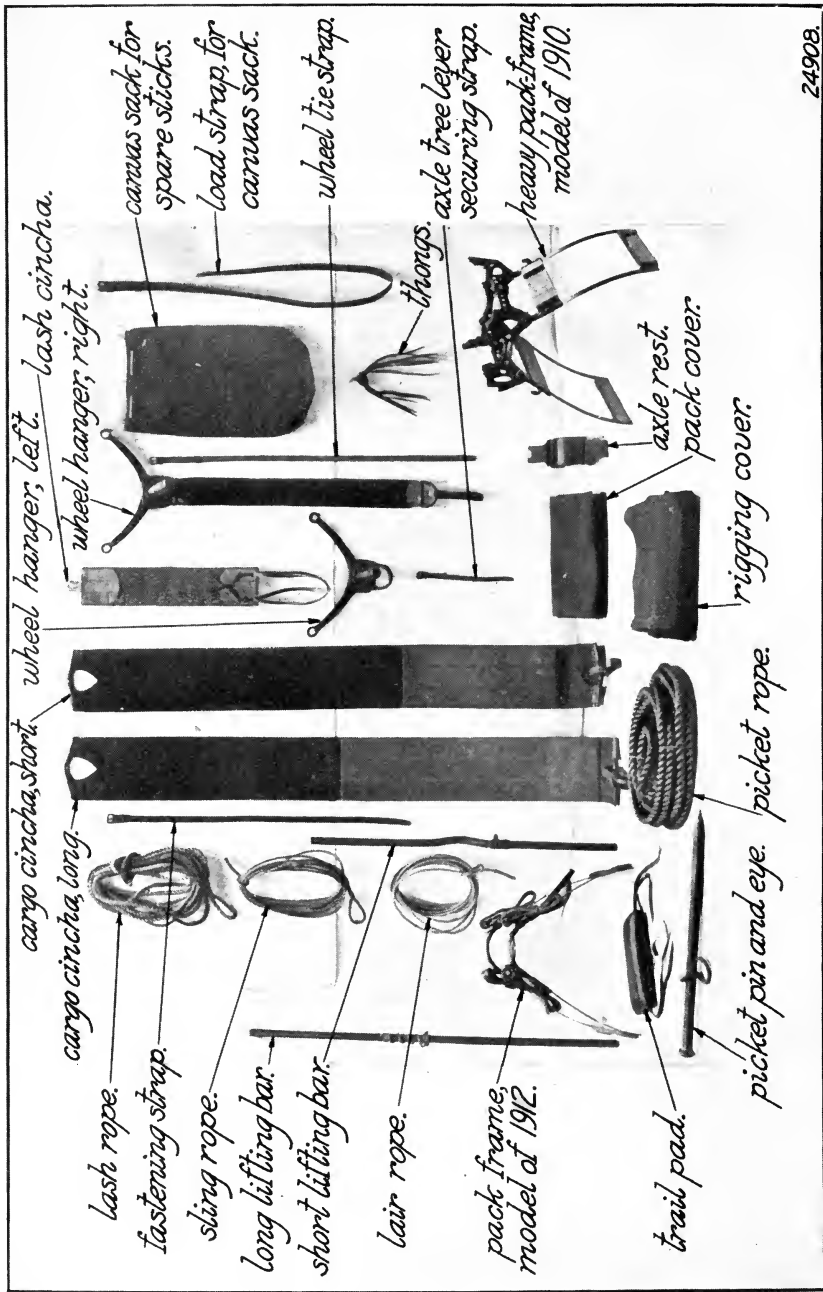 cargo cincha, short.
cargo cincha, long.
lash rope.
fastening strap.
sling rope.
long lifting bar.
short lifting bar.
lair rope.
pack frame,
model of 1912.
trail pad.
picket pin and eye.
picket rope.
wheel hanger, left.
lash cincha.
wheel hanger, right.
canvas sack for
spare sticks.
load strap, for
canvas sack.
wheel tie strap.
axle tree lever
securing strap.
thongs.
heavy pack-frame,
model of 1910.
axle rest.
pack cover.
rigging cover.
24908.